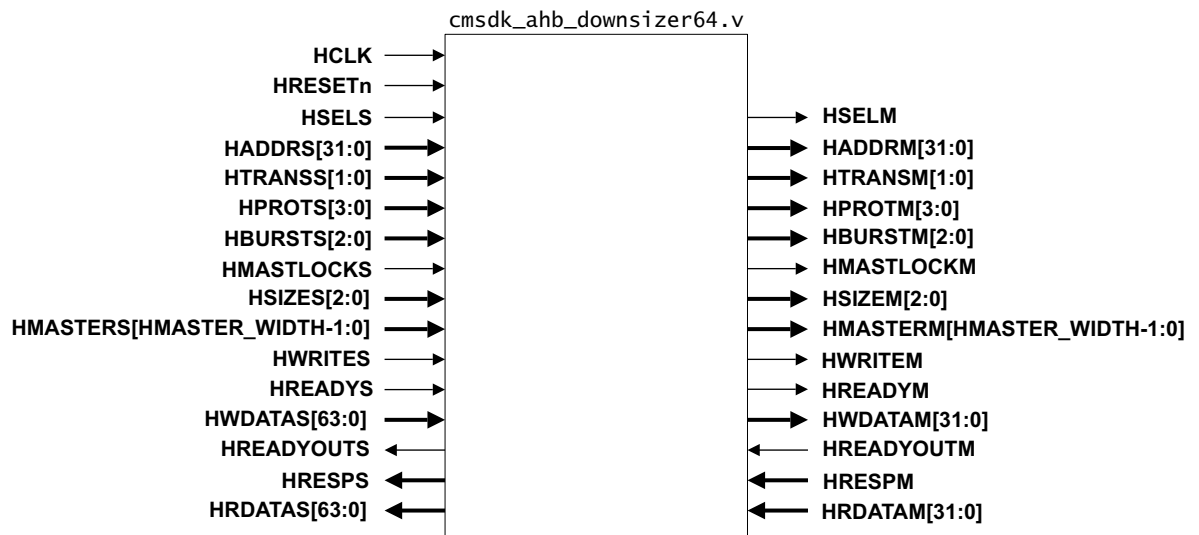 cmsdk_ahb_downsizer64.v
HCLK
HRESETn
HSELS HSELM
HADDRS[31:0] HADDRM[31:0]
HTRANSS[1:0] HTRANSM[1:0]
HPROTS[3:0] HPROTM[3:0]
HBURSTS[2:0] HBURSTM[2:0]
HMASTLOCKS HMASTLOCKM
HSIZES[2:0] HSIZEM[2:0]
HMASTERS[HMASTER_WIDTH-1:0] HMASTERM[HMASTER_WIDTH-1:0]
HWRITES HWRITEM
HREADYS HREADYM
HWDATAS[63:0] HWDATAM[31:0]
HREADYOUTS HREADYOUTM
HRESPS HRESPM
HRDATAS[63:0] HRDATAM[31:0]